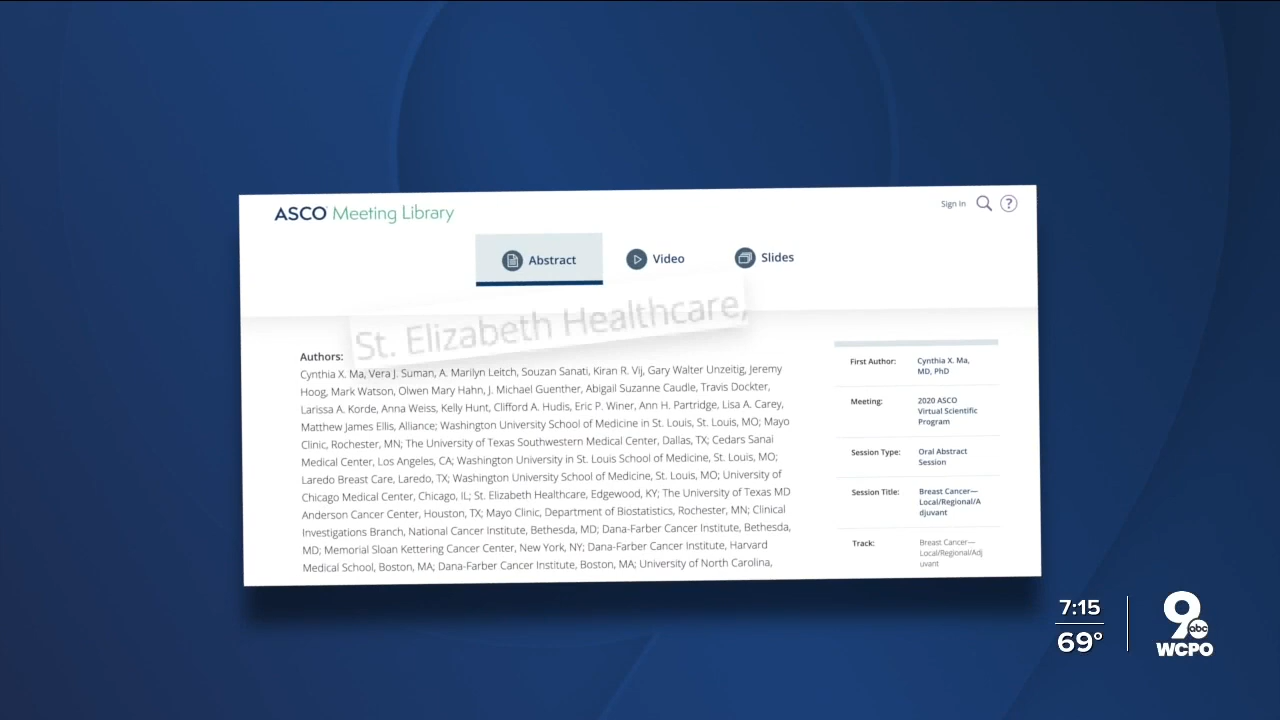 ASCO Meeting Library
Sign In
?
Abstract
Video
Slides
St. Elizabeth Healthcare,
Authors:
Cynthia X. Ma, Vera J. Suman, A. Marilyn Leitch, Souzan Sanati, Kiran R. Vij, Gary Walter Unzeitig, Jeremy
Hoog, Mark Watson, Olwen Mary Hahn, J. Michael Guenther, Abigail Suzanne Caudle, Travis Dockter,
Larissa A. Korde, Anna Weiss, Kelly Hunt, Clifford A. Hudis, Eric P. Winer, Ann H. Partridge, Lisa A. Carey,
Matthew James Ellis, Alliance; Washington University School of Medicine in St. Louis, St. Louis, MO; Mayo
Clinic, Rochester, MN; The University of Texas Southwestern Medical Center, Dallas, TX; Cedars Sanai
Medical Center, Los Angeles, CA; Washington University in St. Louis School of Medicine, St. Louis, MO;
Laredo Breast Care, Laredo, TX; Washington University School of Medicine, St. Louis, MO; University of
Chicago Medical Center, Chicago, IL; St. Elizabeth Healthcare, Edgewood, KY; The University of Texas MD
Anderson Cancer Center, Houston, TX; Mayo Clinic, Department of Biostatistics, Rochester, MN; Clinical
Investigations Branch, National Cancer Institute, Bethesda, MD; Dana-Farber Cancer Institute, Bethesda,
MD; Memorial Sloan Kettering Cancer Center, New York, NY; Dana-Farber Cancer Institute, Harvard
Medical School, Boston, MA; Dana-Farber Cancer Institute, Boston, MA; University of North Carolina,
First Author:
Cynthia X. Ma,
MD, PhD
Meeting:
2020 ASCO
Virtual Scientific
Program
Session Type:
Oral Abstract
Session
Session Title:
Breast Cancer—
Local/Regional/A
djuvant
Track:
Breast Cancer—
Local/Regional/Adj
uvant
7:15
69°
9
abc
WCPO